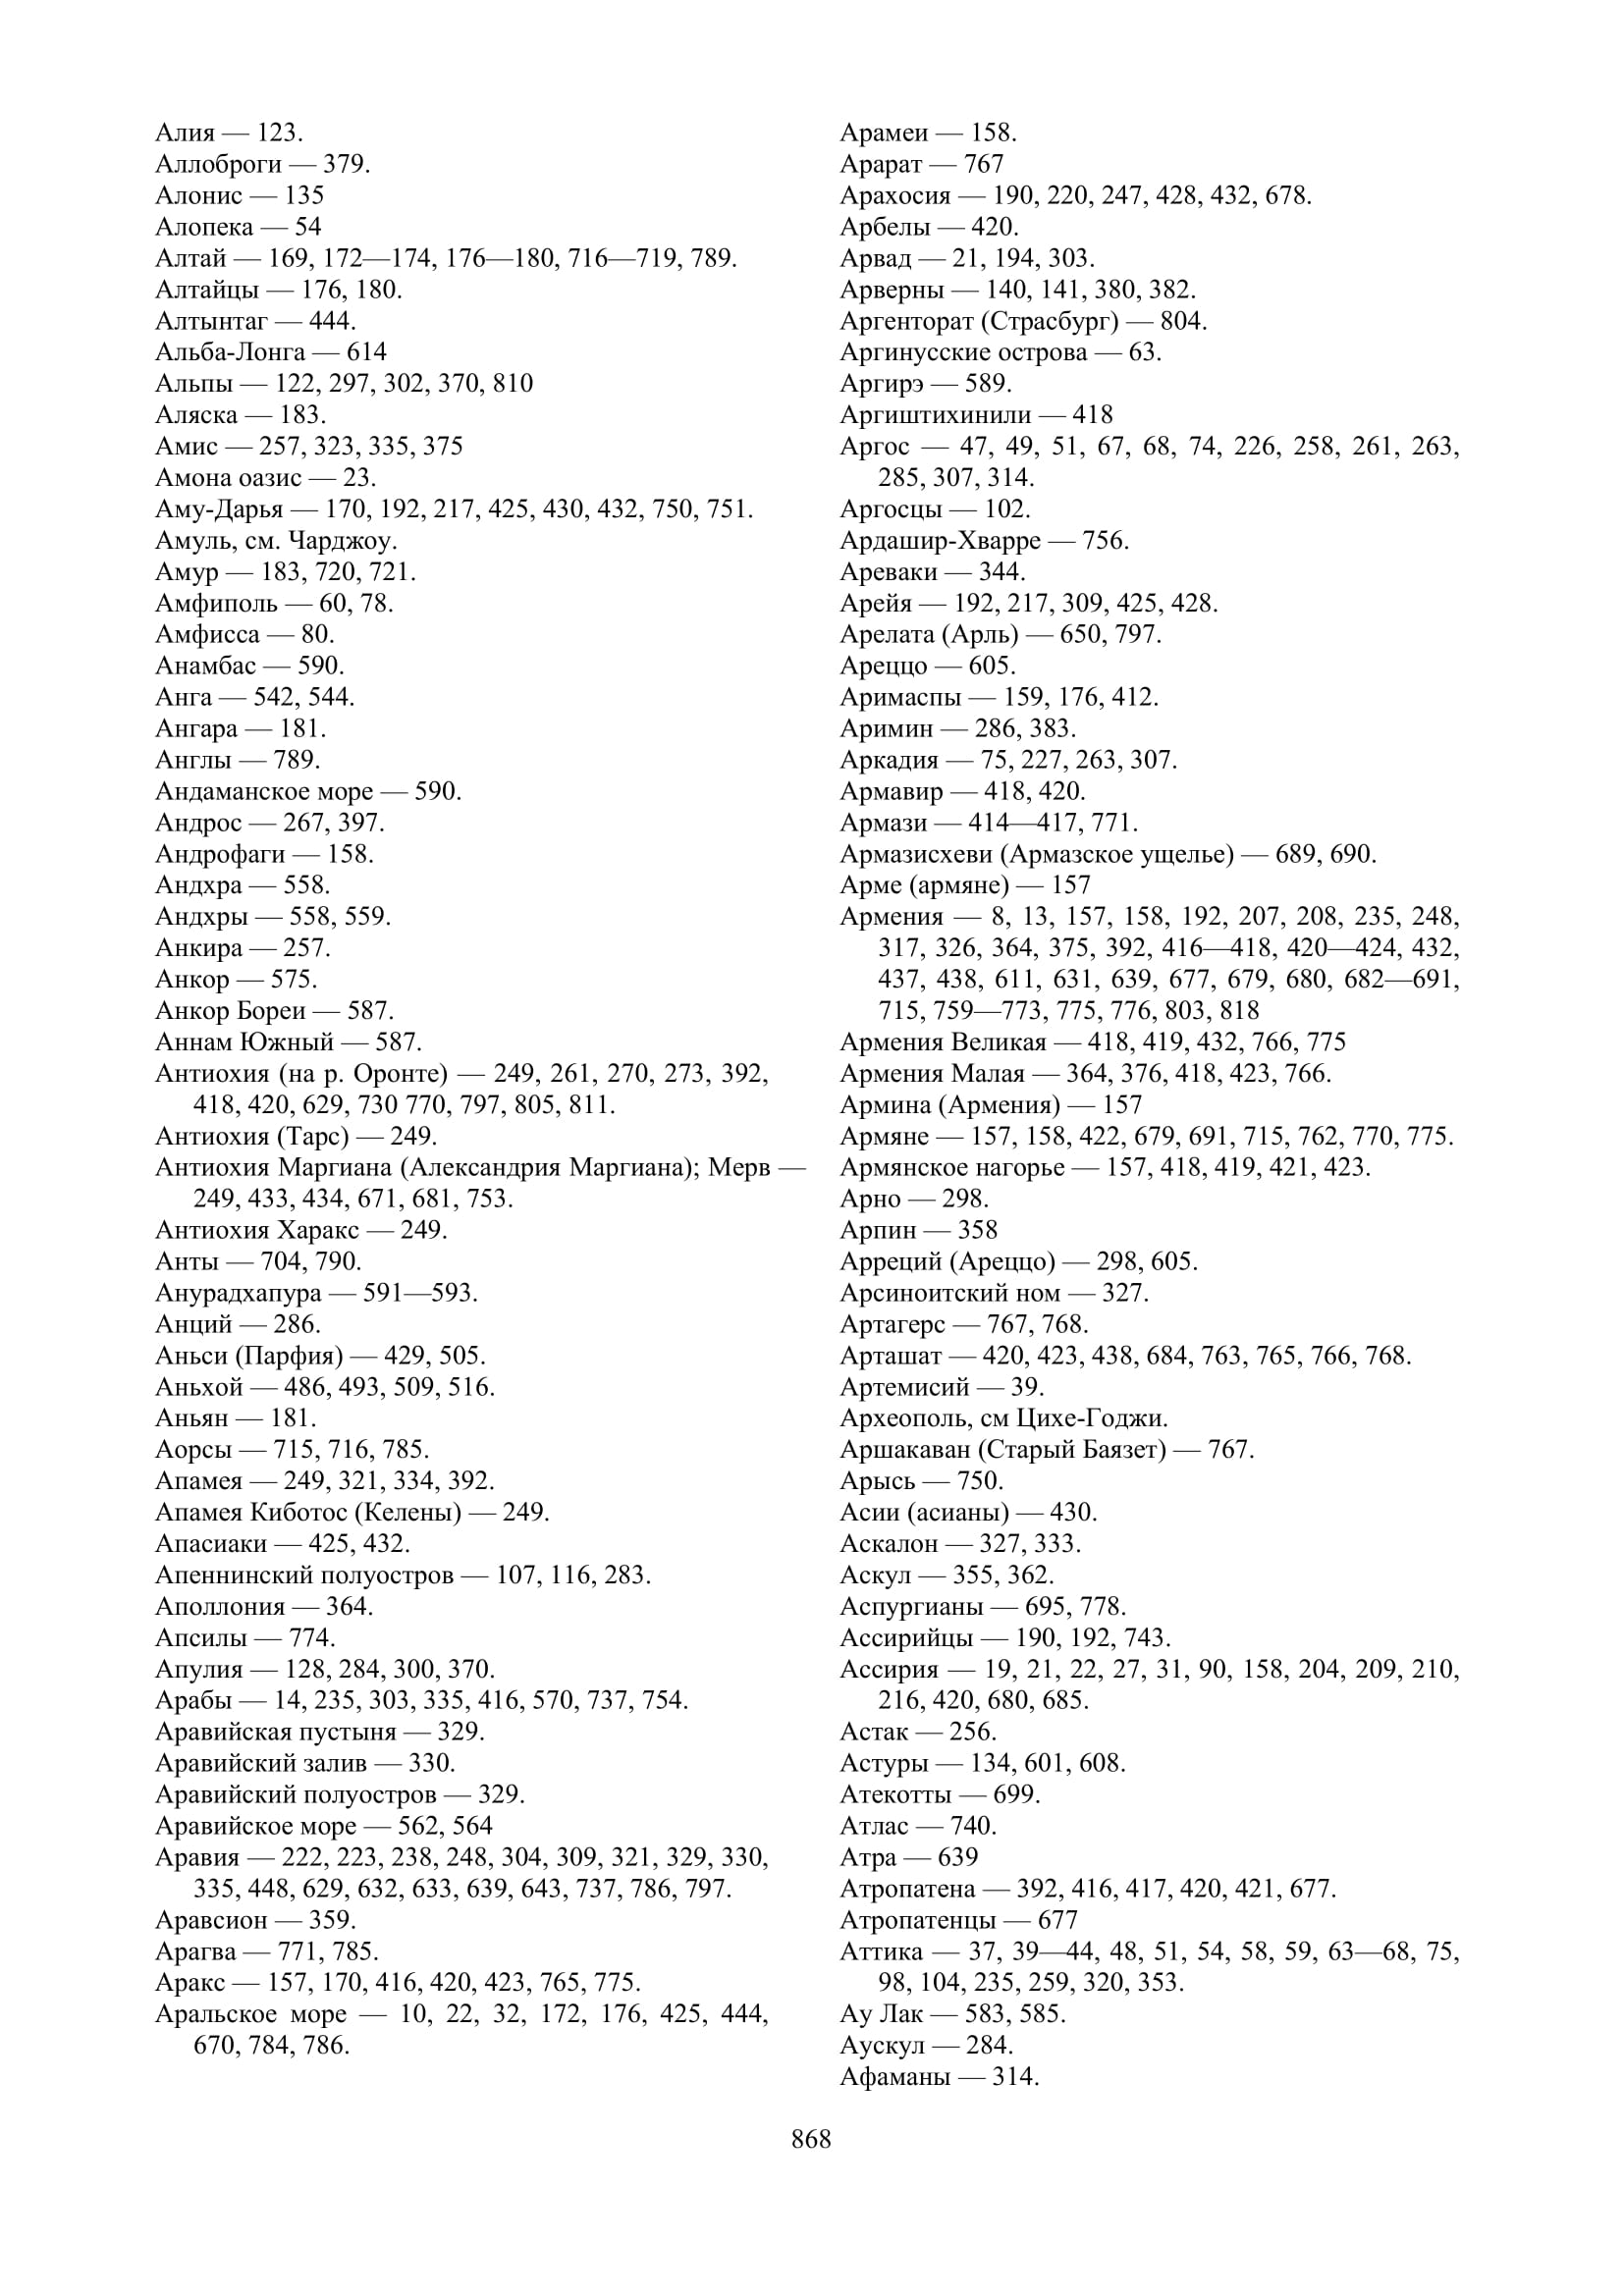 Алия — 123.
Аллоброги — 379.
Алонис — 135
Алопека — 54
Алтай — 169, 172—174, 176—180, 716—719, 789.
Алтайцы — 176, 180.
Алтынтаг — 444.
Альба-Лонга — 614
Альпы — 122, 297, 302, 370, 810
Аляска — 183.
Амис — 257, 323, 335, 375
Амона оазис — 23.
Аму-Дарья — 170, 192, 217, 425, 430, 432, 750, 751.
Амуль, см. Чарджоу.
Амур — 183, 720, 721.
Амфиполь — 60, 78.
Амфисса — 80.
Анамбас — 590.
Анга — 542, 544.
Ангара — 181.
Англы — 789.
Андаманское море — 590.
Андрос — 267, 397.
Андрофаги — 158.
Андхра — 558.
Андхры — 558, 559.
Анкира — 257.
Анкор — 575.
Анкор Бореи — 587.
Аннам Южный — 587.
Антиохия (на р. Оронте) — 249, 261, 270, 273, 392,
418, 420, 629, 730 770, 797, 805, 811.
Антиохия (Тарс) — 249.
Антиохия Маргиана (Александрия Маргиана); Мерв —
249, 433, 434, 671, 681, 753.
Антиохия Харакс — 249.
Анты — 704, 790.
Анурадхапура — 591—593.
Анций — 286.
Аньси (Парфия) — 429, 505.
Аньхой — 486, 493, 509, 516.
Аньян — 181.
Аорсы — 715, 716, 785.
Апамея — 249, 321, 334, 392.
Апамея Киботос (Келены) — 249.
Апасиаки — 425, 432.
Апеннинский полуостров — 107, 116, 283.
Аполлония — 364.
Апсилы — 774.
Апулия — 128, 284, 300, 370.
Арабы — 14, 235, 303, 335, 416, 570, 737, 754.
Аравийская пустыня — 329.
Аравийский залив — 330.
Аравийский полуостров — 329.
Аравийское море — 562, 564
Аравия — 222, 223, 238, 248, 304, 309, 321, 329, 330,
335, 448, 629, 632, 633, 639, 643, 737, 786, 797.
Аравсион — 359.
Арагва — 771, 785.
Аракс — 157, 170, 416, 420, 423, 765, 775.
Аральское море — 10, 22, 32, 172, 176, 425, 444,
670, 784, 786.
Арамеи — 158.
Арарат — 767
Арахосия — 190, 220, 247, 428, 432, 678.
Арбелы — 420.
Арвад — 21, 194, 303.
Арверны — 140, 141, 380, 382.
Аргенторат (Страсбург) — 804.
Аргинусские острова — 63.
Аргирэ — 589.
Аргиштихинили — 418
Аргос — 47, 49, 51, 67, 68, 74, 226, 258, 261, 263,
285, 307, 314.
Аргосцы — 102.
Ардашир-Хварре — 756.
Ареваки — 344.
Арейя — 192, 217, 309, 425, 428.
Арелата (Арль) — 650, 797.
Ареццо — 605.
Аримаспы — 159, 176, 412.
Аримин — 286, 383.
Аркадия — 75, 227, 263, 307.
Армавир — 418, 420.
Армази — 414—417, 771.
Армазисхеви (Армазское ущелье) — 689, 690.
Арме (армяне) — 157
Армения — 8, 13, 157, 158, 192, 207, 208, 235, 248,
317, 326, 364, 375, 392, 416—418, 420—424, 432,
437, 438, 611, 631, 639, 677, 679, 680, 682—691,
715, 759—773, 775, 776, 803, 818
Армения Великая — 418, 419, 432, 766, 775
Армения Малая — 364, 376, 418, 423, 766.
Армина (Армения) — 157
Армяне — 157, 158, 422, 679, 691, 715, 762, 770, 775.
Армянское нагорье — 157, 418, 419, 421, 423.
Арно — 298.
Арпин — 358
Арреций (Ареццо) — 298, 605.
Арсиноитский ном — 327.
Артагерс — 767, 768.
Арташат — 420, 423, 438, 684, 763, 765, 766, 768.
Артемисий — 39.
Археополь, см Цихе-Годжи.
Аршакаван (Старый Баязет) — 767.
Арысь — 750.
Асии (асианы) — 430.
Аскалон — 327, 333.
Аскул — 355, 362.
Аспургианы — 695, 778.
Ассирийцы — 190, 192, 743.
Ассирия — 19, 21, 22, 27, 31, 90, 158, 204, 209, 210,
216, 420, 680, 685.
Астак — 256.
Астуры — 134, 601, 608.
Атекотты — 699.
Атлас — 740.
Атра — 639
Атропатена — 392, 416, 417, 420, 421, 677.
Атропатенцы — 677
Аттика — 37, 39—44, 48, 51, 54, 58, 59, 63—68, 75,
98, 104, 235, 259, 320, 353.
Ау Лак — 583, 585.
Аускул — 284.
Афаманы — 314.
868